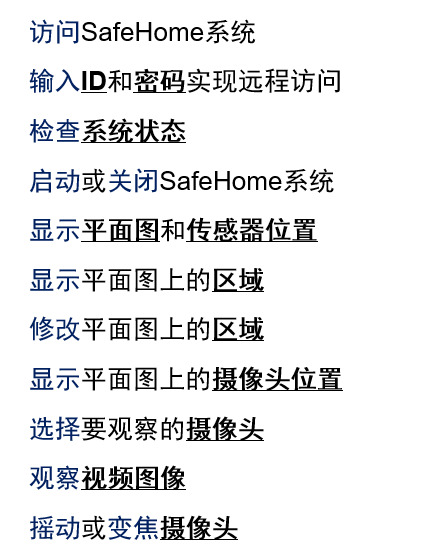 访问SafeHome系统
输入ID和密码实现远程访问
检查系统状态
启动或关闭SafeHome系统
显示平面图和传感器位置
显示平面图上的区域
修改平面图上的区域
显示平面图上的摄像头位置
选择要观察的摄像头
观察视频图像
摇动或变焦摄像头